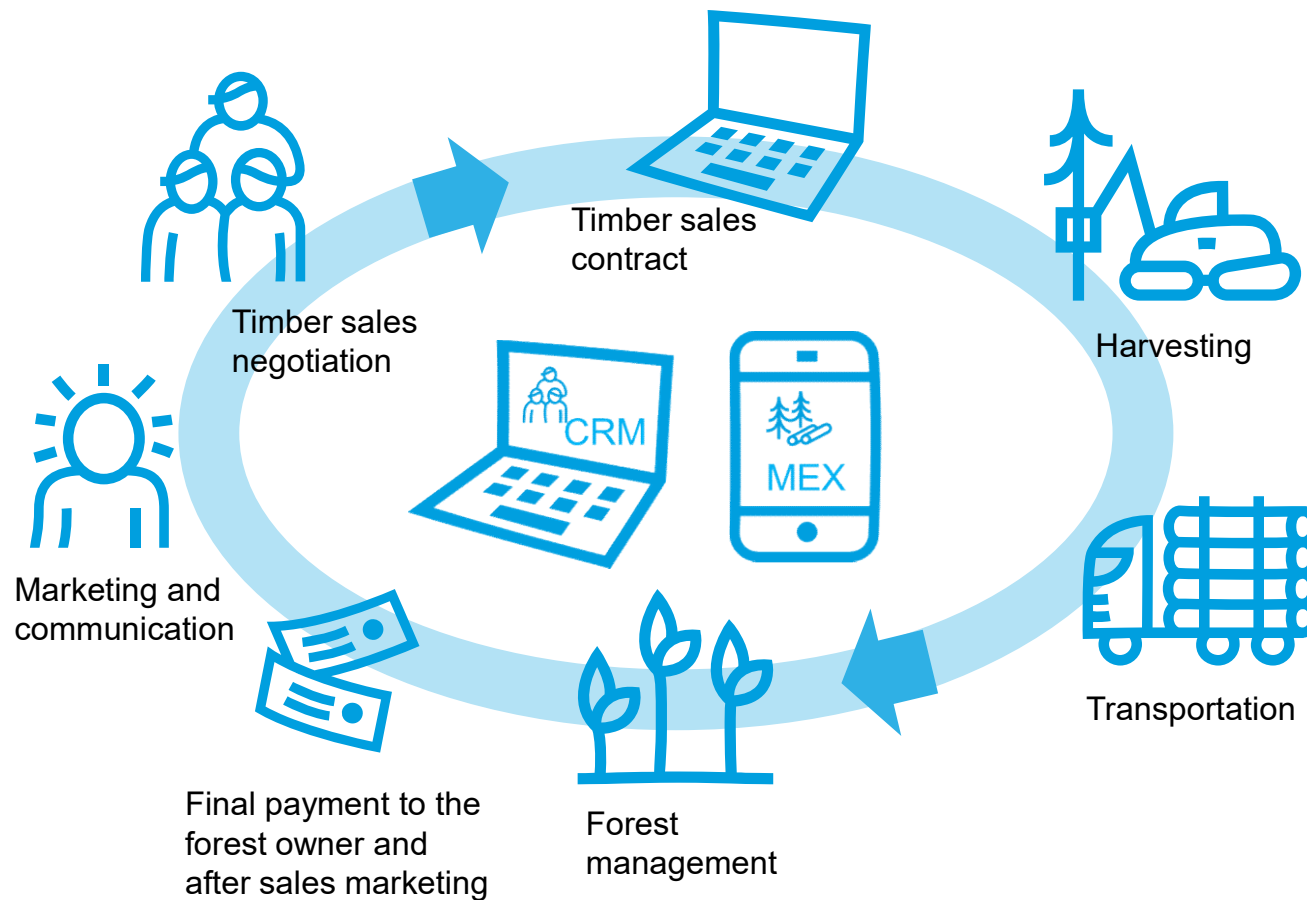 Timber sales
contract
Timber sales
negotiation
Harvesting
CRM
MEX
Marketing and
communication
Transportation
Final payment to the
forest owner and
after sales marketing
Forest
management